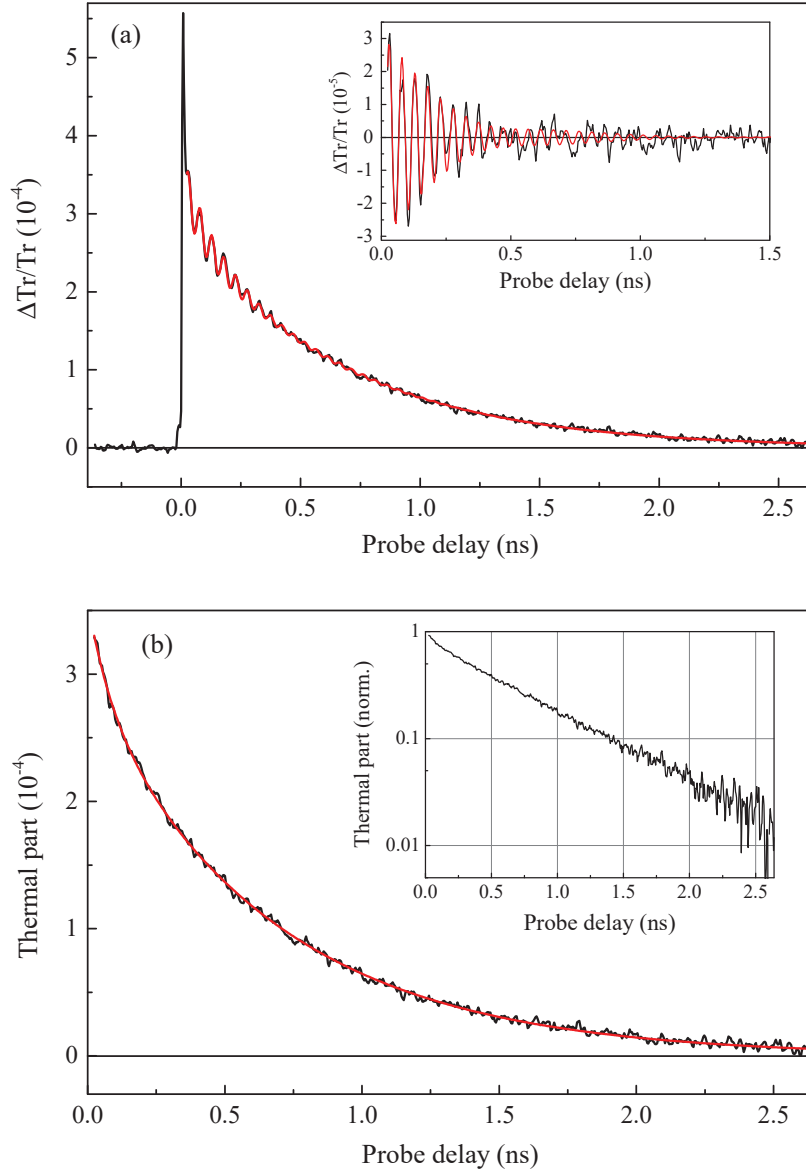 (a)
ΔTr/Tr (10⁻⁴)
5
4
3
2
1
0
0.0 0.5 1.0 1.5 2.0 2.5
Probe delay (ns)
ΔTr/Tr (10⁻⁵)
3
2
1
0
-1
-2
-3
0.0 0.5 1.0 1.5
Probe delay (ns)
(b)
Thermal part (10⁻⁴)
3
2
1
0
0.0 0.5 1.0 1.5 2.0 2.5
Probe delay (ns)
Thermal part (norm.)
1
0.1
0.01
0.0 0.5 1.0 1.5 2.0 2.5
Probe delay (ns)